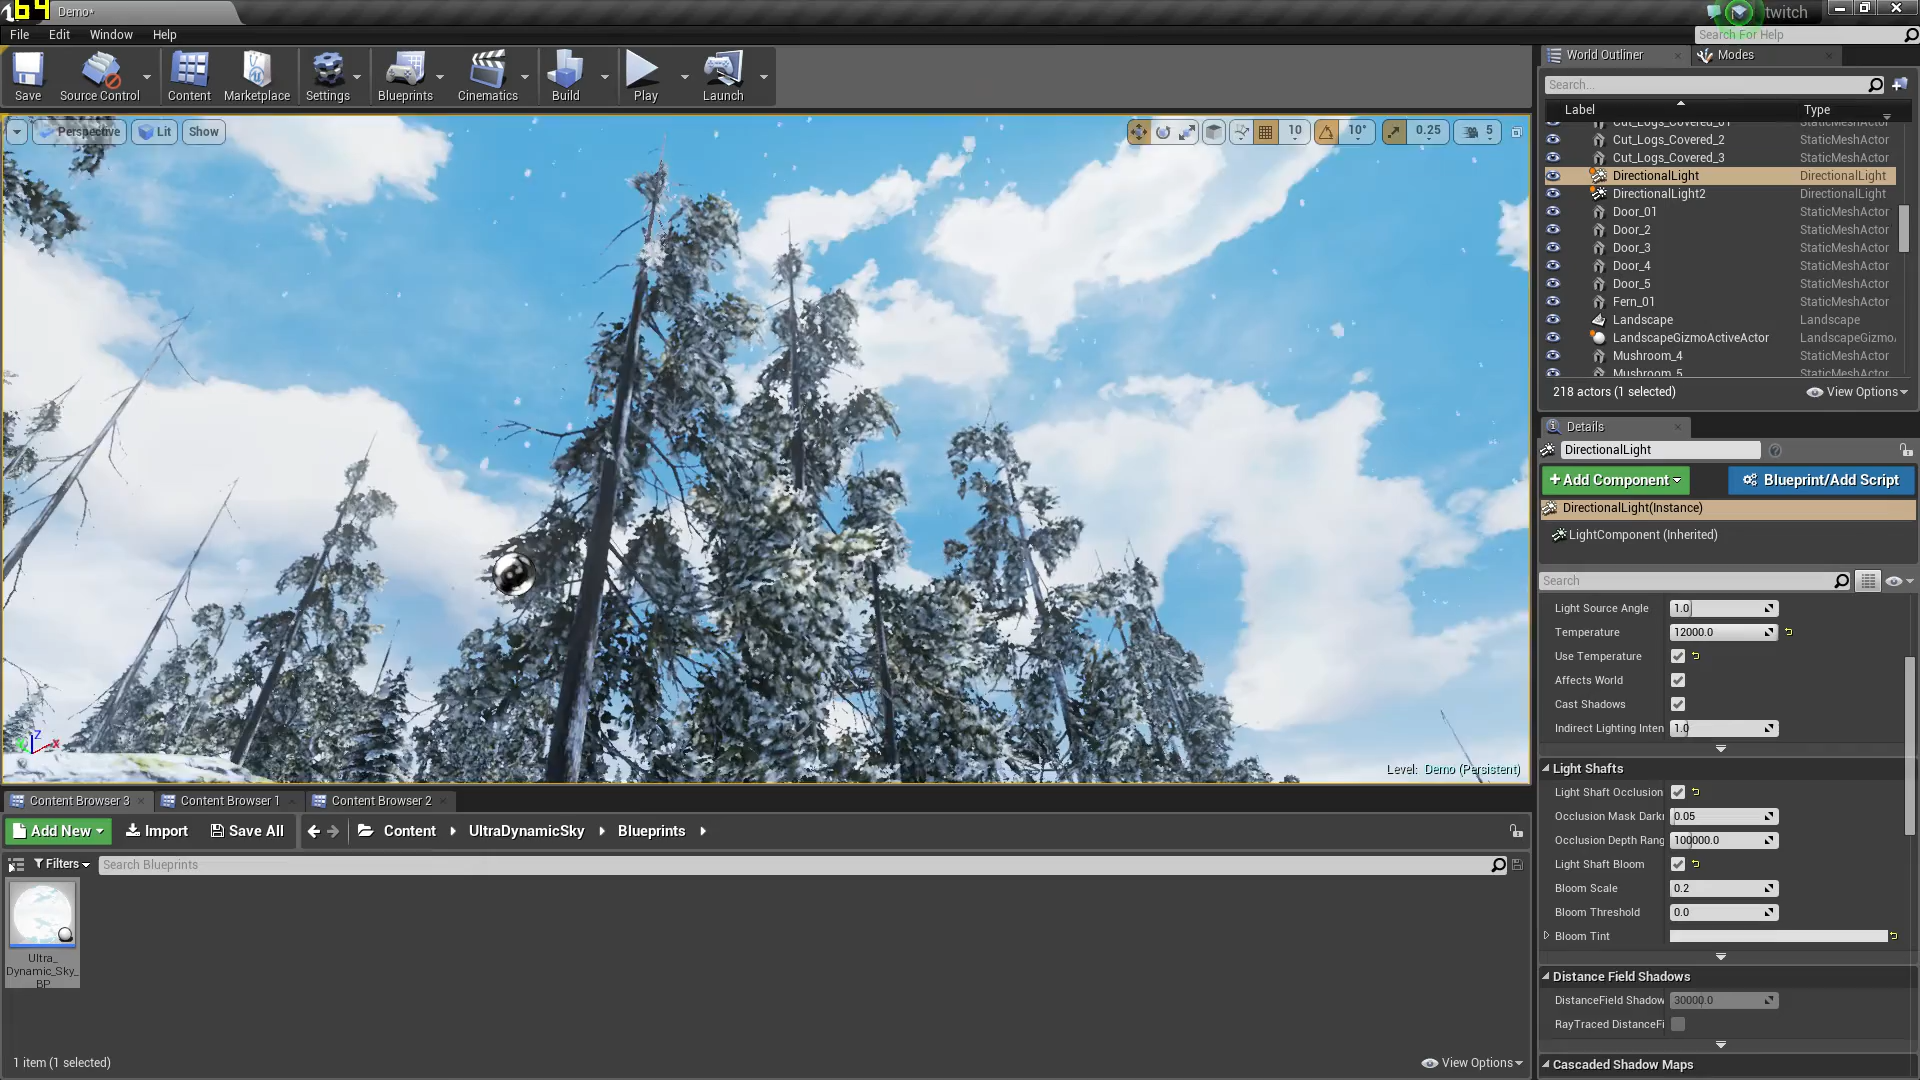 64
Demo*
twitch
File Edit Window Help
Search For Help
Save
Source Control
Content
Marketplace
Settings
Blueprints
Cinematics
Build
Play
Launch
World Outliner
Modes
Search...
Label
Type
Cut_Logs_Covered_01 StaticMeshActor
Cut_Logs_Covered_2 StaticMeshActor
Cut_Logs_Covered_3 StaticMeshActor
DirectionalLight DirectionalLight
DirectionalLight2 DirectionalLight
Door_01 StaticMeshActor
Door_2 StaticMeshActor
Door_3 StaticMeshActor
Door_4 StaticMeshActor
Door_5 StaticMeshActor
Fern_01 StaticMeshActor
Landscape Landscape
LandscapeGizmoActiveActor LandscapeGizmo
Mushroom_4 StaticMeshActor
Mushroom_5 StaticMeshActor
218 actors (1 selected)
View Options
Perspective
Lit
Show
10
10°
0.25
5
Z
X
Level: Demo (Persistent)
Details
DirectionalLight
+Add Component
Blueprint/Add Script
DirectionalLight(Instance)
LightComponent (Inherited)
Search
Light Source Angle 1.0
Temperature 12000.0
Use Temperature
Affects World
Cast Shadows
Indirect Lighting Inten 1.0
Light Shafts
Light Shaft Occlusion
Occlusion Mask Darkn 0.05
Occlusion Depth Rang 100000.0
Light Shaft Bloom
Bloom Scale 0.2
Bloom Threshold 0.0
Bloom Tint
Distance Field Shadows
DistanceField Shadow 30000.0
RayTraced DistanceFi
Cascaded Shadow Maps
Content Browser 3
Content Browser 1
Content Browser 2
Add New
Import
Save All
Content
UltraDynamicSky
Blueprints
Filters
Search Blueprints
Ultra_
Dynamic_Sky_
BP
1 item (1 selected)
View Options